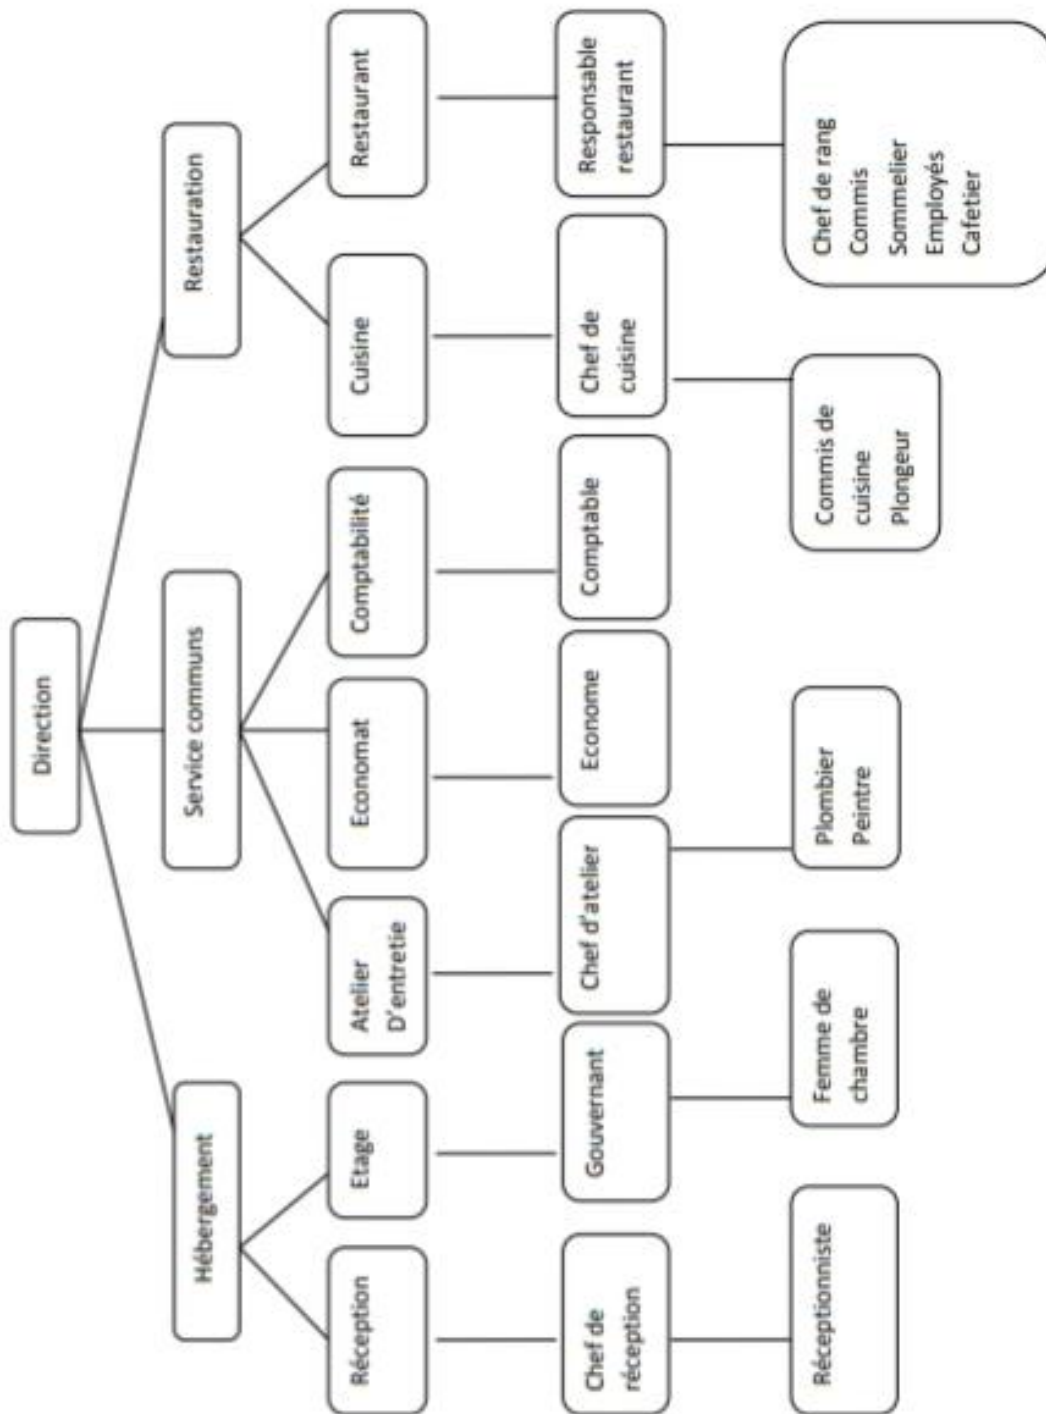 Direction
Hébergement
Service communs
Restauration
Réception
Etage
Atelier
D'entretie
Economat
Comptabilité
Cuisine
Restaurant
Chef de
réception
Gouvernant
Chef d'atelier
Econome
Comptable
Chef de
cuisine
Responsable
restaurant
Réceptionniste
Femme de
chambre
Plombier
Peintre
Commis de
cuisine
Plongeur
Chef de rang
Commis
Sommelier
Employés
Cafetier